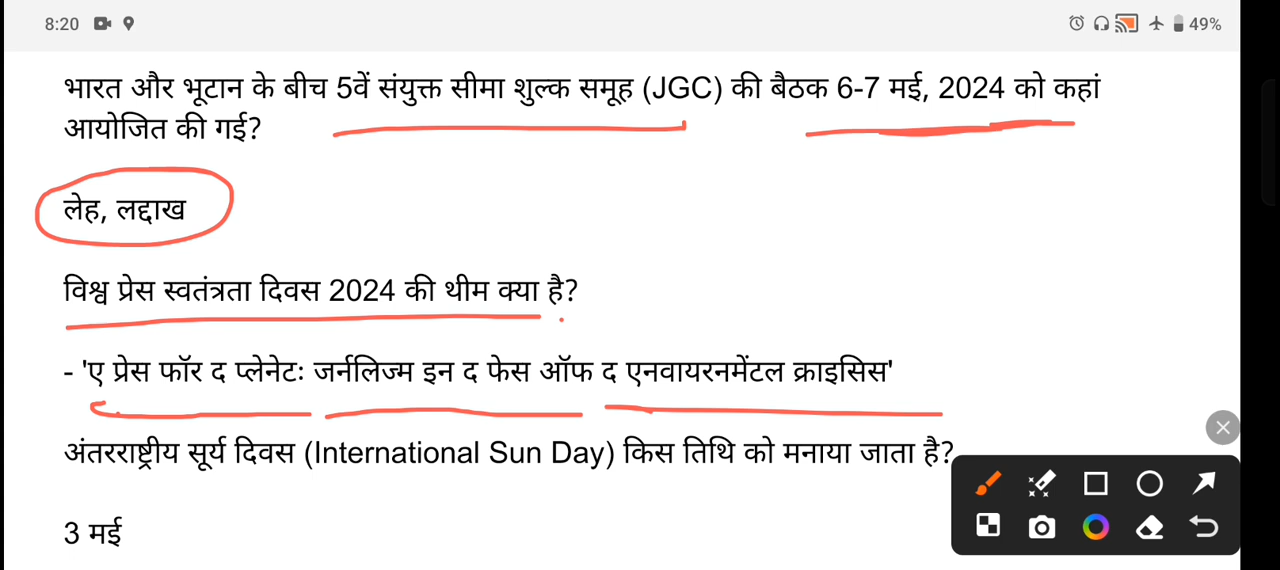 8:20
49%
भारत और भूटान के बीच 5वें संयुक्त सीमा शुल्क समूह (JGC) की बैठक 6-7 मई, 2024 को कहां
आयोजित की गई?
लेह, लद्दाख
विश्व प्रेस स्वतंत्रता दिवस 2024 की थीम क्या है?
- 'ए प्रेस फॉर द प्लेनेटः जर्नलिज्म इन द फेस ऑफ द एनवायरनमेंटल क्राइसिस'
अंतरराष्ट्रीय सूर्य दिवस (International Sun Day) किस तिथि को मनाया जाता है?
3 मई